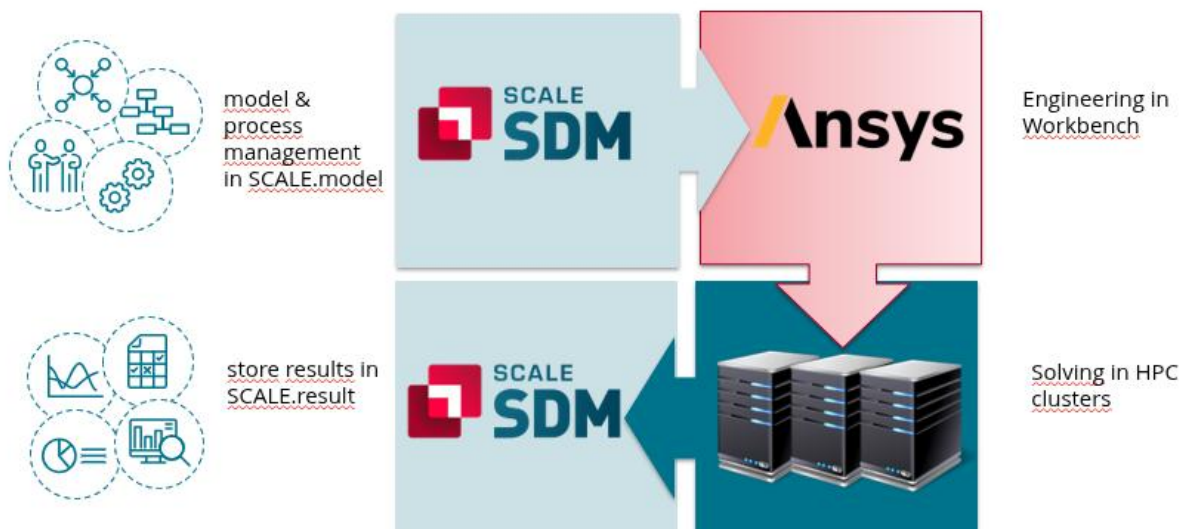 model &
process
management
in SCALE.model
SCALE
SDM
Ansys
Engineering in
Workbench
store results in
SCALE.result
SCALE
SDM
Solving in HPC
clusters